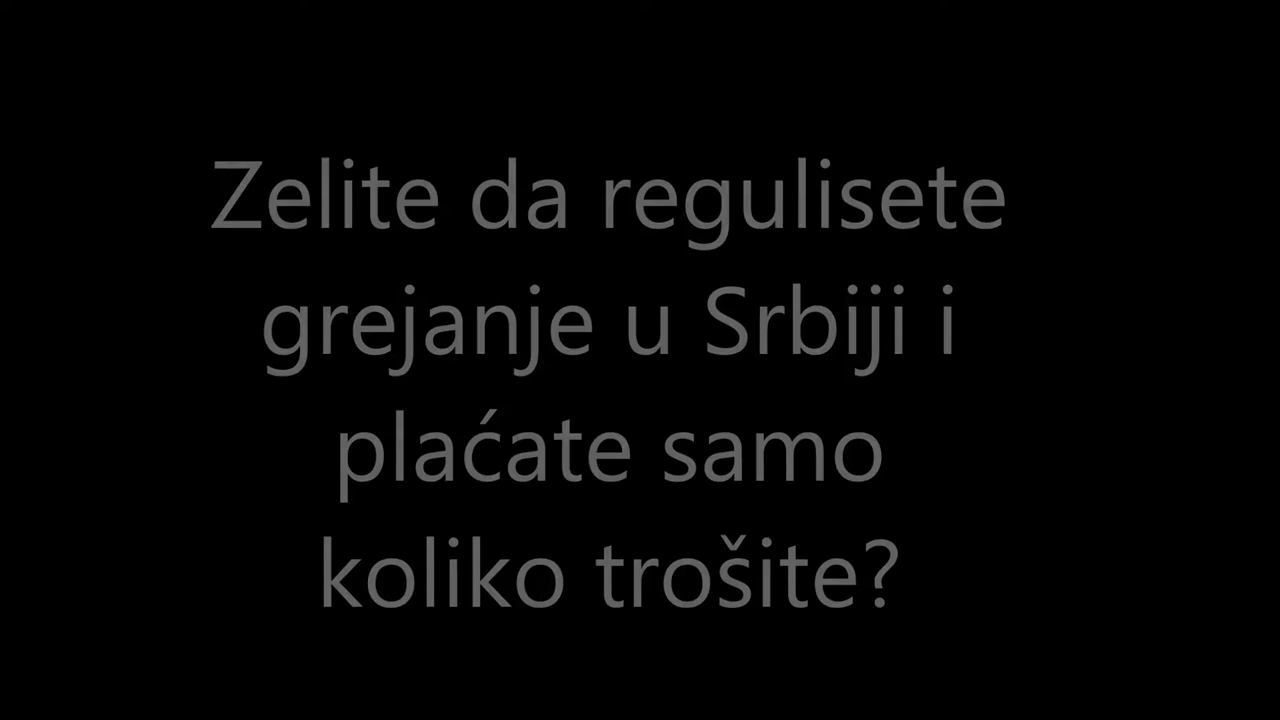 Zelite da regulisete
grejanje u Srbiji i
plaćate samo
koliko trošite?